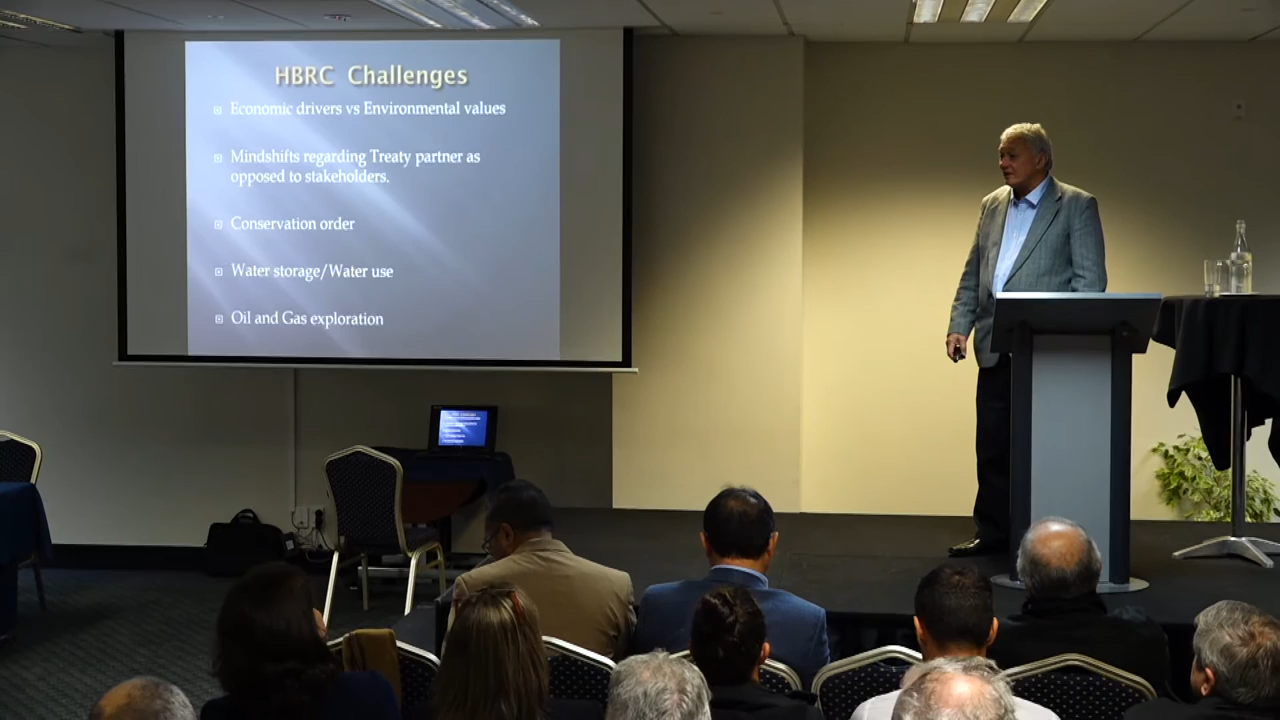 HBRC Challenges
Economic drivers vs Environmental values
Mindshifts regarding Treaty partner as
opposed to stakeholders.
Conservation order
Water storage/Water use
Oil and Gas exploration